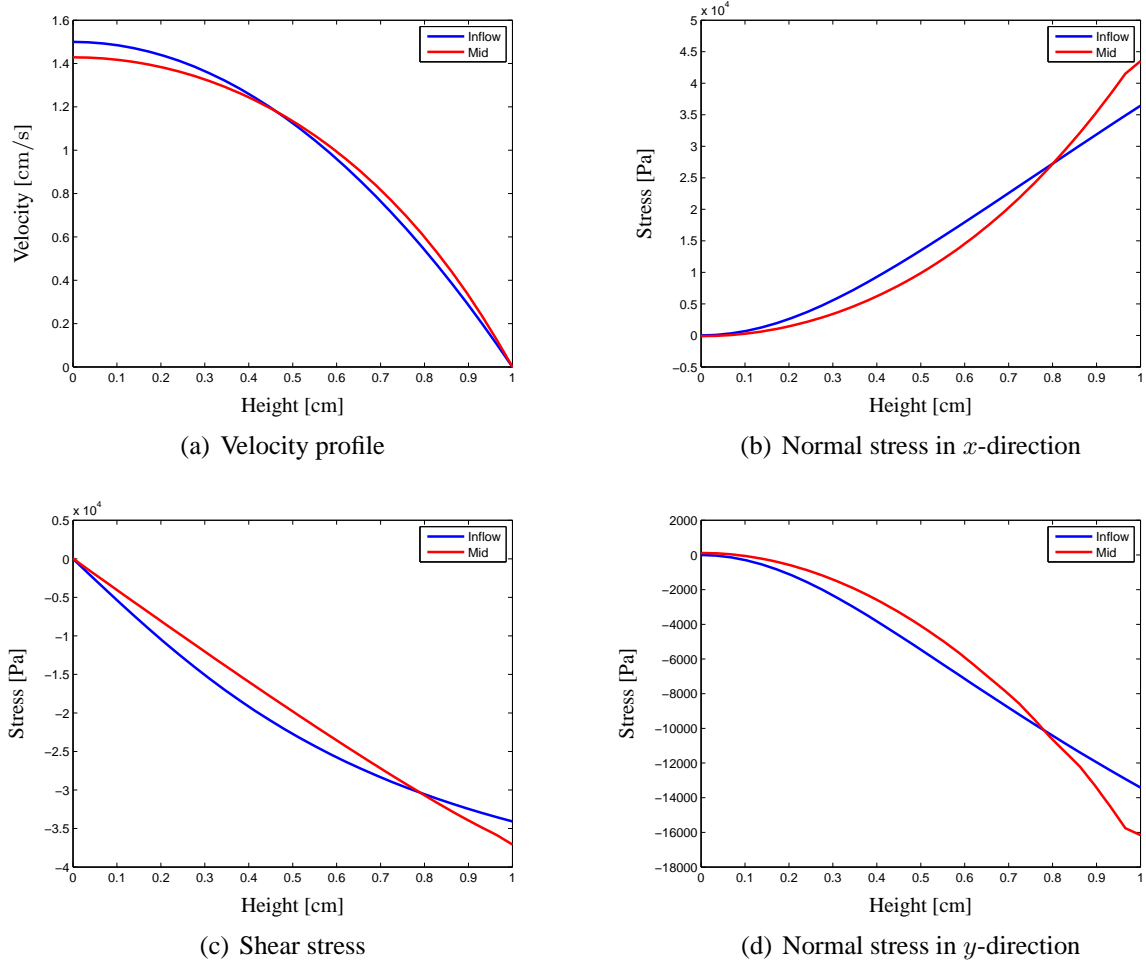 1.6
1.4
1.2
1
0.8
0.6
0.4
0.2
0
Velocity [cm/s]
Inflow
Mid
0 0.1 0.2 0.3 0.4 0.5 0.6 0.7 0.8 0.9 1
Height [cm]
(a) Velocity profile
x 10^4
5
4.5
4
3.5
3
2.5
2
1.5
1
0.5
0
−0.5
Stress [Pa]
Inflow
Mid
0 0.1 0.2 0.3 0.4 0.5 0.6 0.7 0.8 0.9 1
Height [cm]
(b) Normal stress in x-direction
x 10^4
0.5
0
−0.5
−1
−1.5
−2
−2.5
−3
−3.5
−4
Stress [Pa]
Inflow
Mid
0 0.1 0.2 0.3 0.4 0.5 0.6 0.7 0.8 0.9 1
Height [cm]
(c) Shear stress
2000
0
−2000
−4000
−6000
−8000
−10000
−12000
−14000
−16000
−18000
Stress [Pa]
Inflow
Mid
0 0.1 0.2 0.3 0.4 0.5 0.6 0.7 0.8 0.9 1
Height [cm]
(d) Normal stress in y-direction